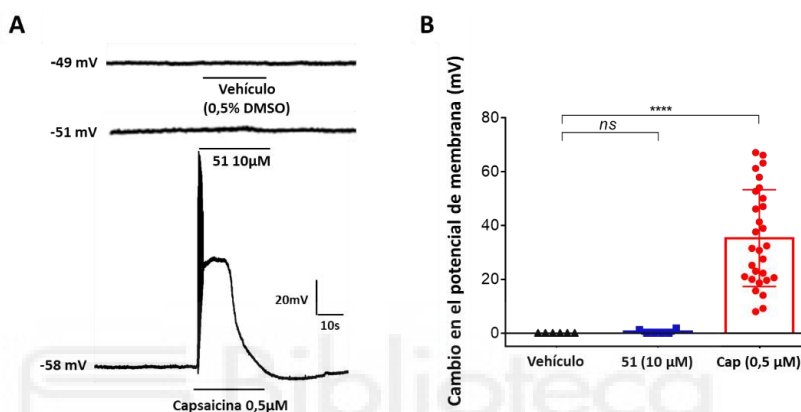 A
-49 mV
Vehículo
(0,5% DMSO)
-51 mV
51 10µM
20mV
10s
-58 mV
Capsaicina 0,5µM
B
Cambio en el potencial de membrana (mV)
80
60
40
20
0
****
ns
Vehículo
51 (10 µM)
Cap (0,5 µM)
Biblioteca